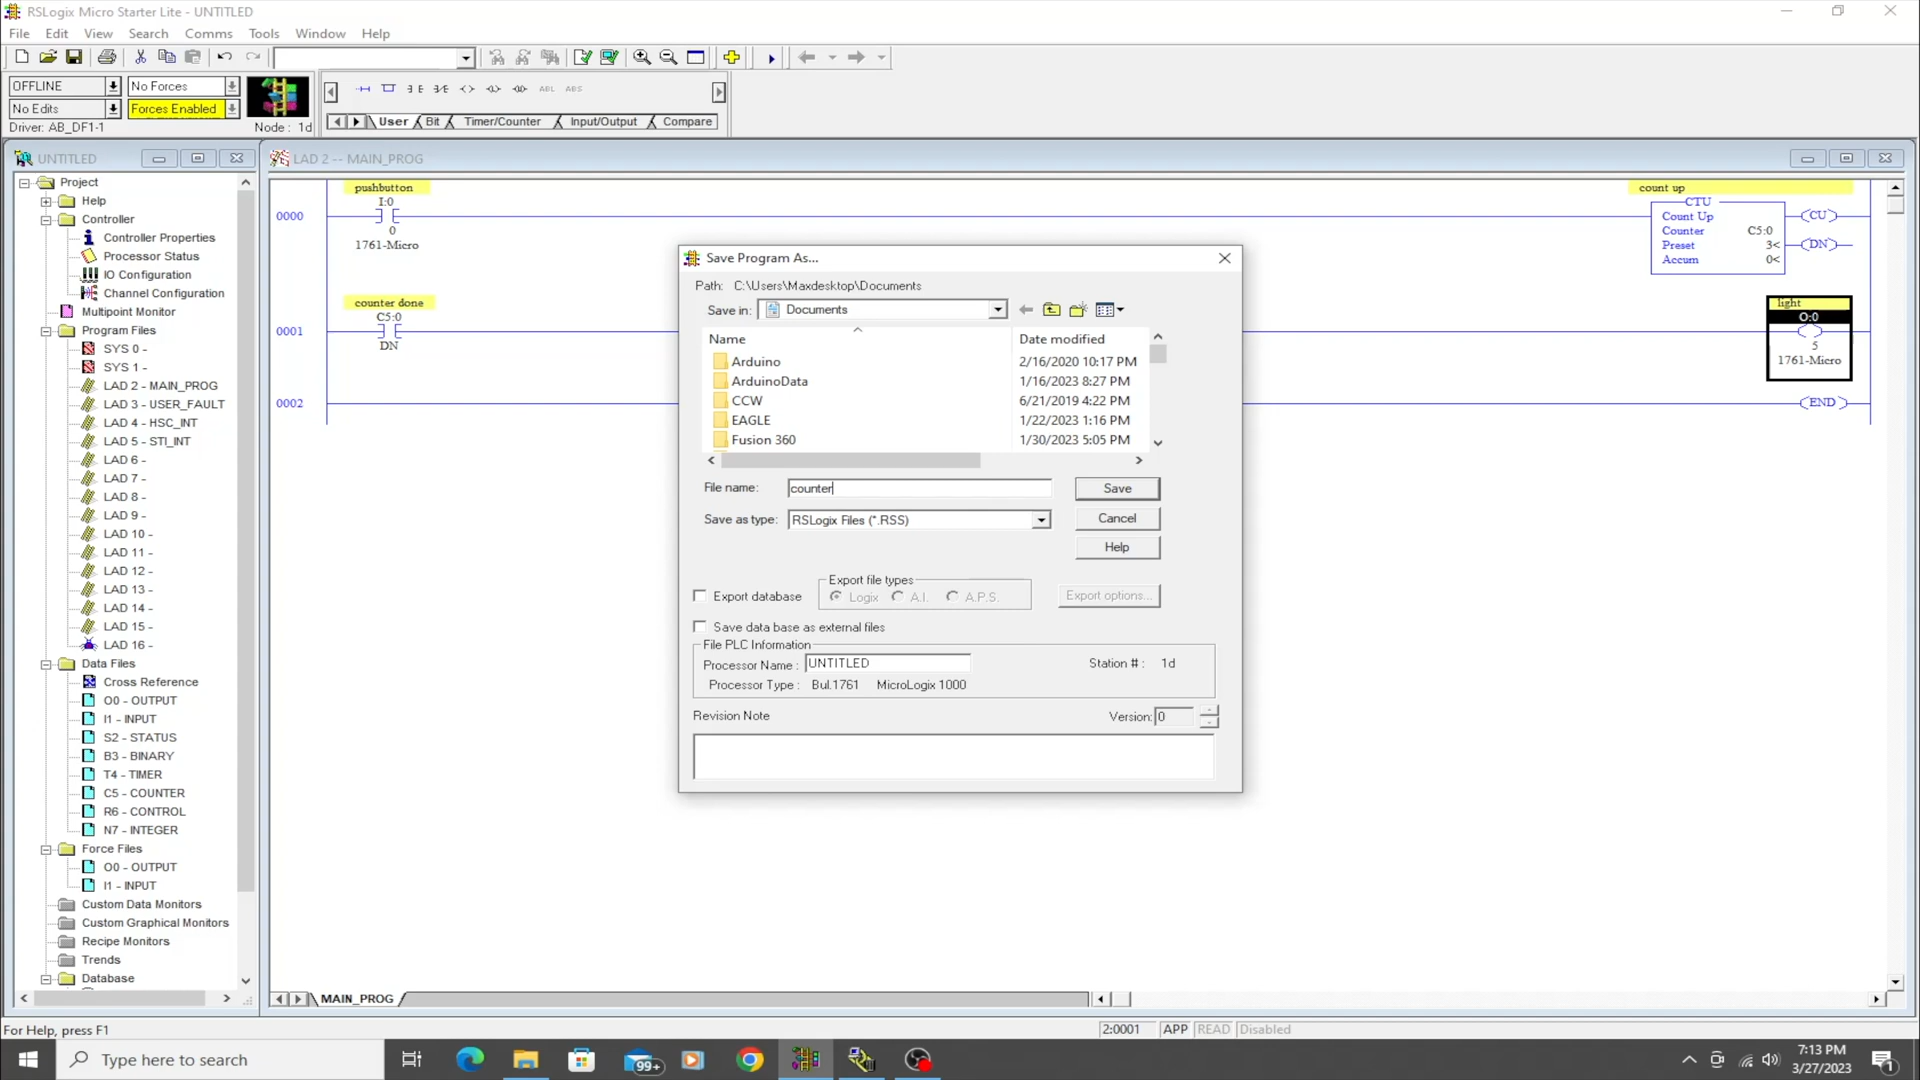 RSLogix Micro Starter Lite - UNTITLED
File Edit View Search Comms Tools Window Help
OFFLINE No Forces
No Edits Forces Enabled
Driver: AB_DF1-1 Node : 1d
ABL ABS
User Bit Timer/Counter Input/Output Compare
UNTITLED
Project
Help
Controller
Controller Properties
Processor Status
IO Configuration
Channel Configuration
Multipoint Monitor
Program Files
SYS 0 -
SYS 1 -
LAD 2 - MAIN_PROG
LAD 3 - USER_FAULT
LAD 4 - HSC_INT
LAD 5 - STI_INT
LAD 6 -
LAD 7 -
LAD 8 -
LAD 9 -
LAD 10 -
LAD 11 -
LAD 12 -
LAD 13 -
LAD 14 -
LAD 15 -
LAD 16 -
Data Files
Cross Reference
O0 - OUTPUT
I1 - INPUT
S2 - STATUS
B3 - BINARY
T4 - TIMER
C5 - COUNTER
R6 - CONTROL
N7 - INTEGER
Force Files
O0 - OUTPUT
I1 - INPUT
Custom Data Monitors
Custom Graphical Monitors
Recipe Monitors
Trends
Database
LAD 2 -- MAIN_PROG
pushbutton
I:0
0000
0
1761-Micro
count up
CTU
Count Up
Counter C5:0
Preset 3<
Accum 0<
CU
DN
counter done
C5:0
0001
DN
light
O:0
5
1761-Micro
0002
END
Save Program As...
Path: C:\Users\Maxdesktop\Documents
Save in: Documents
Name Date modified
Arduino 2/16/2020 10:17 PM
ArduinoData 1/16/2023 8:27 PM
CCW 6/21/2019 4:22 PM
EAGLE 1/22/2023 1:16 PM
Fusion 360 1/30/2023 5:05 PM
File name: counter Save
Save as type: RSLogix Files (*.RSS) Cancel
Help
Export file types
Export database Logix A.I. A.P.S. Export options...
Save data base as external files
File PLC Information
Processor Name : UNTITLED Station # : 1d
Processor Type : Bul.1761 MicroLogix 1000
Revision Note Version: 0
MAIN_PROG
For Help, press F1 2:0001 APP READ Disabled
Type here to search
99+
7:13 PM
3/27/2023
1